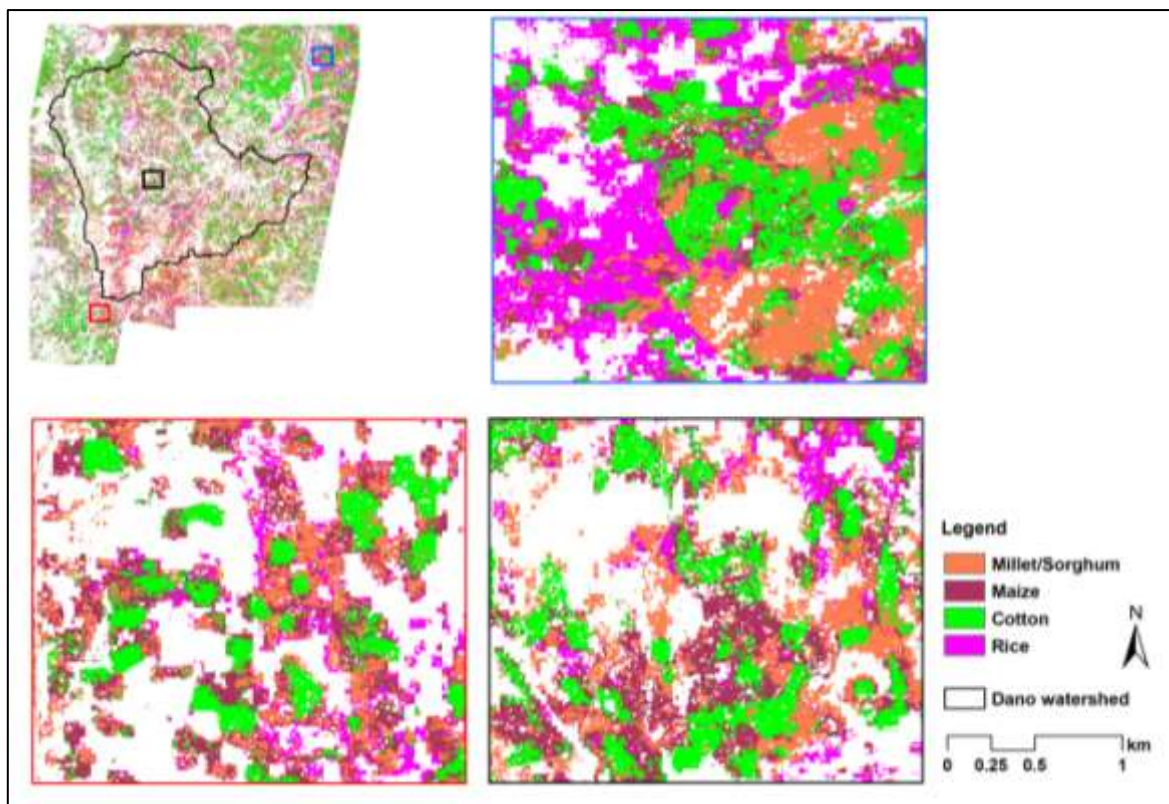 Legend
Millet/Sorghum
Maize
Cotton
Rice
N
Dano watershed
km
0 0.25 0.5 1